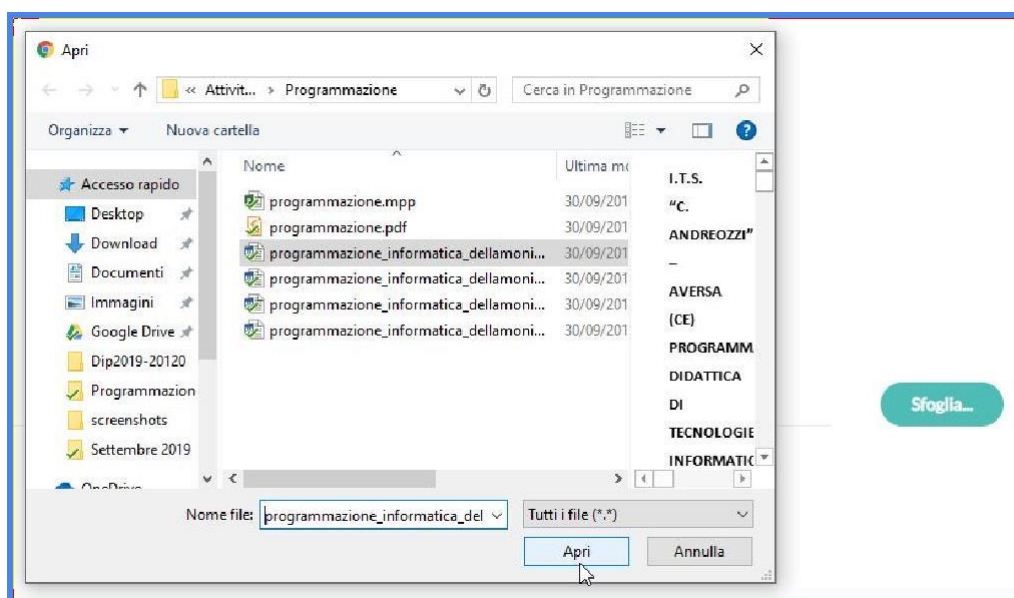 Apri
« Attivit... > Programmazione
Cerca in Programmazione
Organizza
Nuova cartella
Accesso rapido
Desktop
Download
Documenti
Immagini
Google Drive
Dip2019-20120
Programmazion
screenshots
Settembre 2019
OneDrive
Nome
Ultima mo
programmazione.mpp
30/09/201
programmazione.pdf
30/09/201
programmazione_informatica_dellamoni...
30/09/201
programmazione_informatica_dellamoni...
30/09/201
programmazione_informatica_dellamoni...
30/09/201
programmazione_informatica_dellamoni...
30/09/201
I.T.S.
"C.
ANDREOZZI"
–
AVERSA
(CE)
PROGRAMM
DIDATTICA
DI
TECNOLOGIE
INFORMATIC
Sfoglia...
Nome file:
programmazione_informatica_del
Tutti i file (*.*)
Apri
Annulla